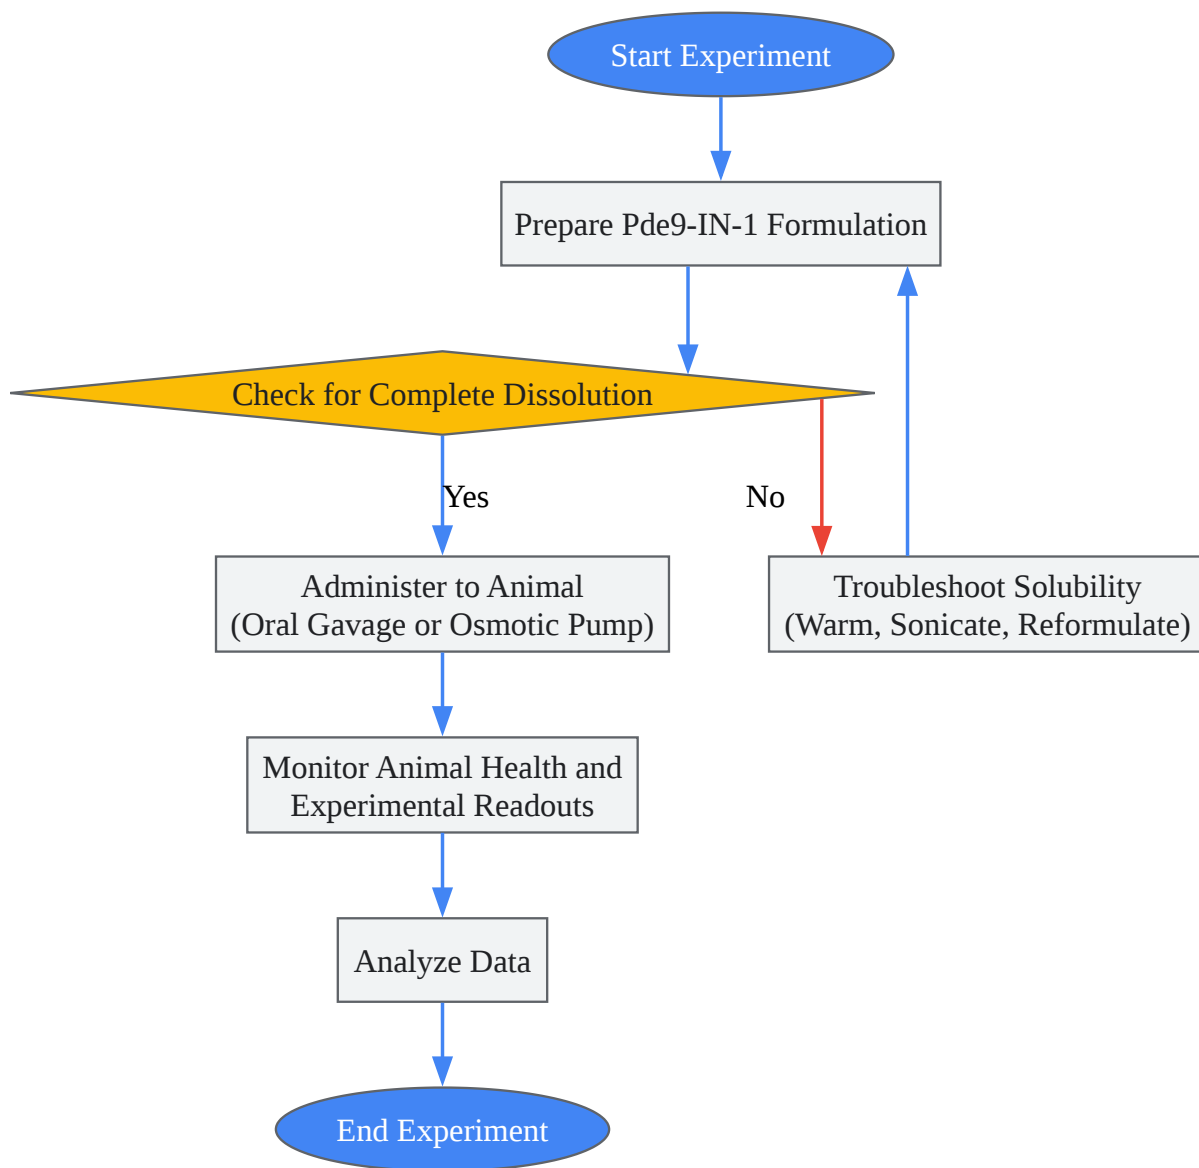 Start Experiment
Prepare Pde9-IN-1 Formulation
Check for Complete Dissolution
Yes
No
Administer to Animal
(Oral Gavage or Osmotic Pump)
Troubleshoot Solubility
(Warm, Sonicate, Reformulate)
Monitor Animal Health and
Experimental Readouts
Analyze Data
End Experiment